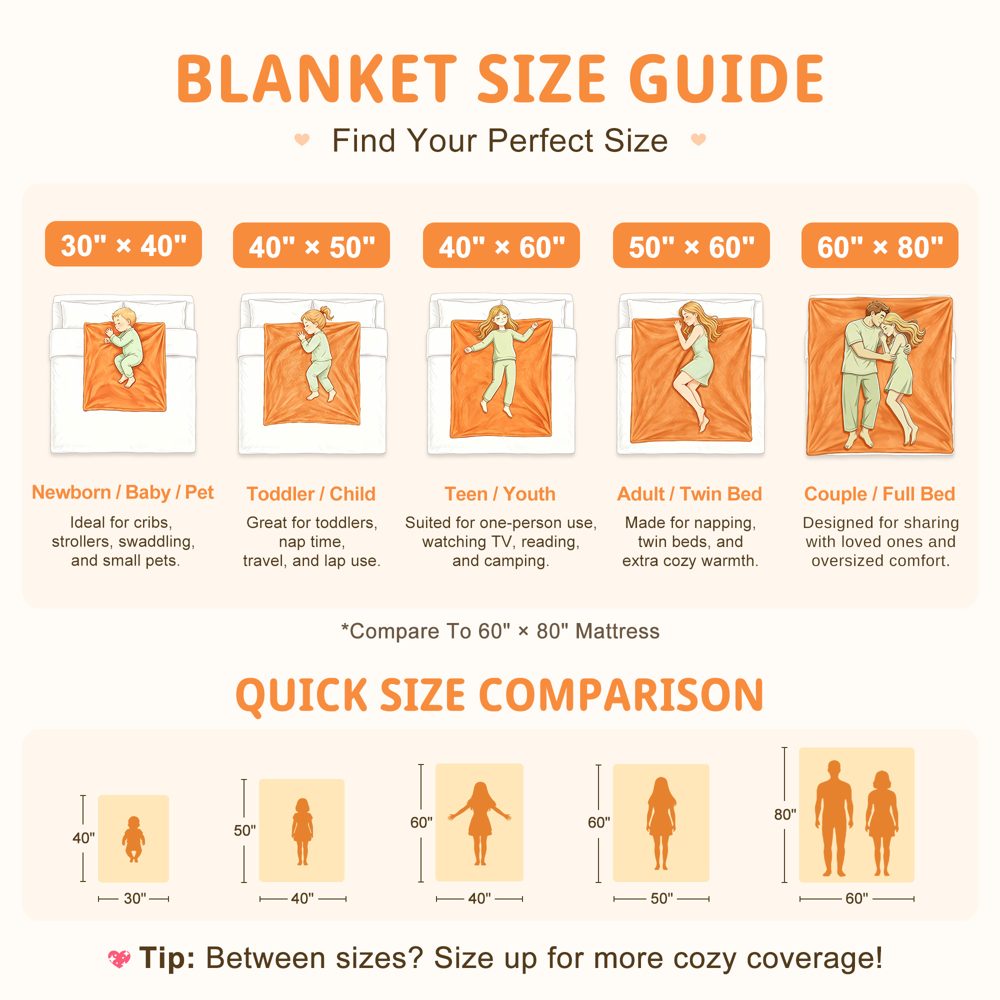 BLANKET SIZE GUIDE
Find Your Perfect Size
30" × 40"
40" × 50"
40" × 60"
50" × 60"
60" × 80"
Newborn / Baby / Pet
Ideal for cribs,
strollers, swaddling,
and small pets.
Toddler / Child
Great for toddlers,
nap time,
travel, and lap use.
Teen / Youth
Suited for one-person use,
watching TV, reading,
and camping.
Adult / Twin Bed
Made for napping,
twin beds, and
extra cozy warmth.
Couple / Full Bed
Designed for sharing
with loved ones and
oversized comfort.
*Compare To 60" × 80" Mattress
QUICK SIZE COMPARISON
40"
30"
50"
40"
60"
40"
60"
50"
80"
60"
Tip: Between sizes? Size up for more cozy coverage!